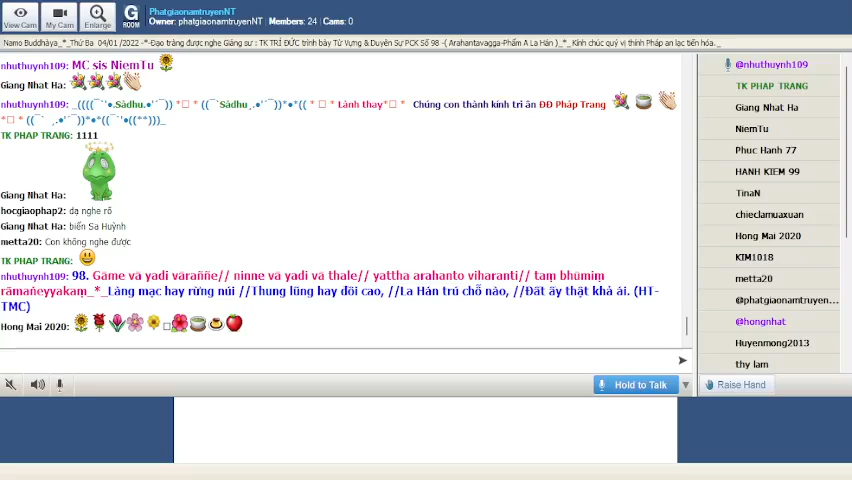 PhatgiaonamtruyenNT
Owner: phatgiaonamtruyenNT Members: 24 Cams: 0
View Cam My Cam Enlarge G ROOM
Namo Buddhāya_*_Thứ Ba 04/01 /2022 -*-Đạo tràng được nghe Giảng sư : TK TRÍ ĐỨC trình bày Từ Vựng & Duyên Sự PCK Số 98 -( Arahantavagga-Phẩm A La Hán )_*_ Kính chúc quý vị thính Pháp an lạc tiến hóa._
nhuthuynh109: MC sis NiemTu
Giang Nhat Ha:
nhuthuynh109: Lành thay Chúng con thành kính tri ân ĐĐ Pháp Trang
TK PHAP TRANG: 1111
Giang Nhat Ha:
hocgiaophap2: dạ nghe rõ
Giang Nhat Ha: biển Sa Huỳnh
metta20: Con không nghe được
TK PHAP TRANG:
nhuthuynh109: 98. Gāme vā yadi vāraññe// ninne vā yadi vā thale// yattha arahanto viharanti// taṃ bhūmiṃ
rāmaṇeyyakaṃ_*_Làng mạc hay rừng núi //Thung lũng hay đồi cao, //La Hán trú chỗ nào, //Đất ấy thật khả ái. (HT-
TMC)
Hong Mai 2020:
@nhuthuynh109
TK PHAP TRANG
Giang Nhat Ha
NiemTu
Phuc Hanh 77
HANH KIEM 99
TinaN
chieclamuaxuan
Hong Mai 2020
KIM1018
metta20
@phatgiaonamtruyen...
@hongnhat
Huyenmong2013
thy lam
Hold to Talk
Raise Hand